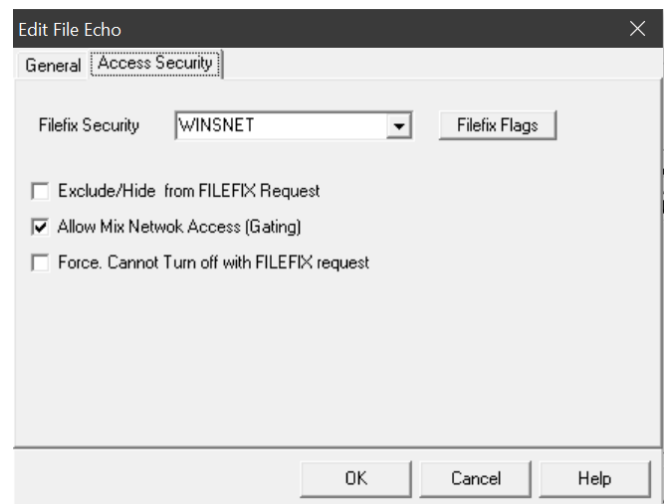 Edit File Echo
General Access Security
Filefix Security WINSNET Filefix Flags
Exclude/Hide from FILEFIX Request
Allow Mix Netwok Access (Gating)
Force. Cannot Turn off with FILEFIX request
OK Cancel Help